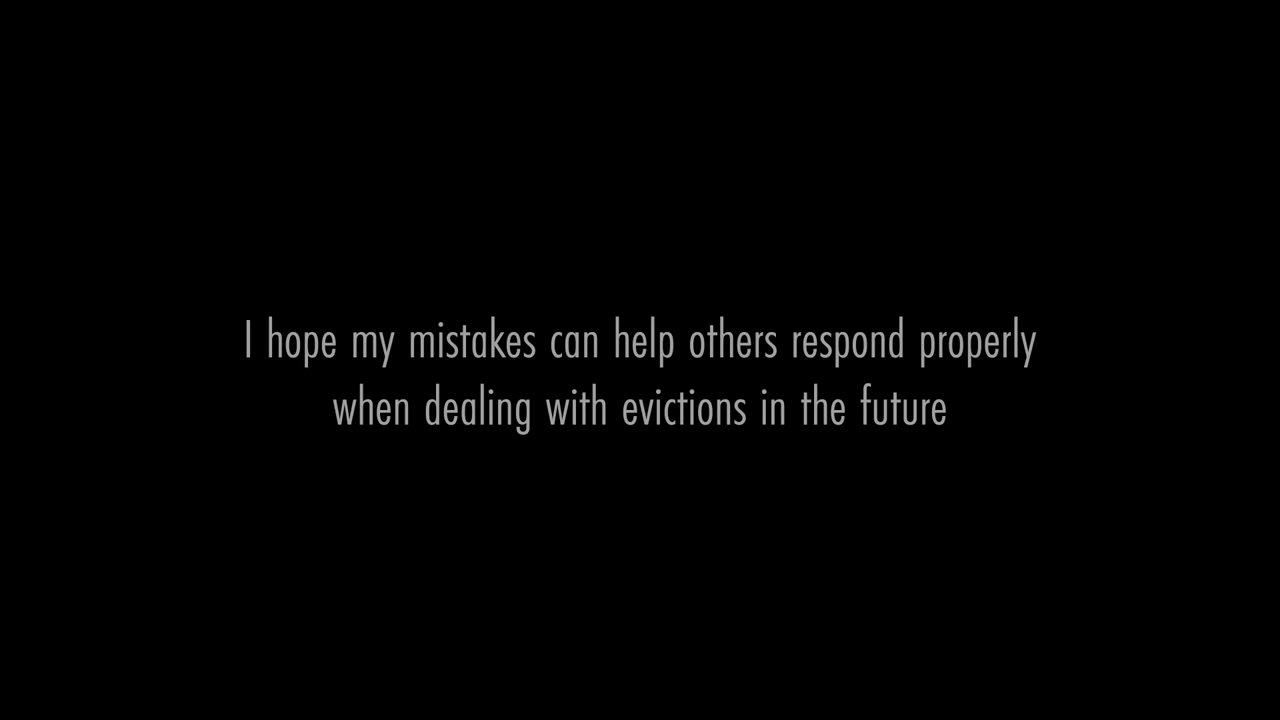 I hope my mistakes can help others respond properly
when dealing with evictions in the future